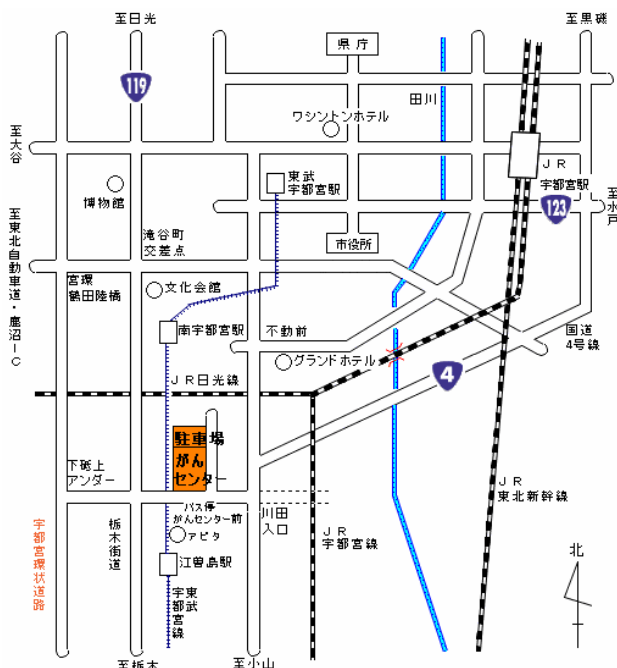 至日光
至黒磯
県庁
119
田川
ワシントンホテル
至大谷
東武
宇都宮駅
JR
宇都宮駅
至水戸
博物館
123
至東北自動車道・鹿沼IC
滝谷町
交差点
市役所
宮環
鶴田陸橋
文化会館
南宇都宮駅
不動前
国道
4号線
グランドホテル
JR日光線
4
駐車場
がん
センター
下砥上
アンダー
JR
東北新幹線
バス停
がんセンター前
川田
入口
宇都宮環状道路
栃木街道
アピタ
JR
宇都宮線
北
江曽島駅
東武
宇都宮線
至栃木
至小山